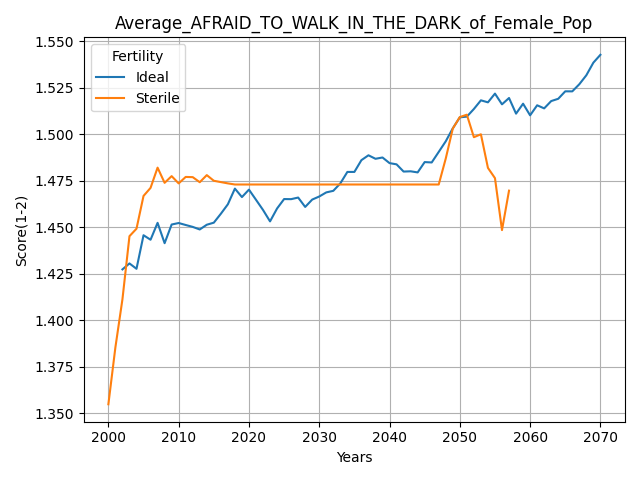 Average_AFRAID_TO_WALK_IN_THE_DARK_of_Female_Pop
Fertility
Ideal
Sterile
Score(1-2)
1.550
1.525
1.500
1.475
1.450
1.425
1.400
1.375
1.350
2000 2010 2020 2030 2040 2050 2060 2070
Years